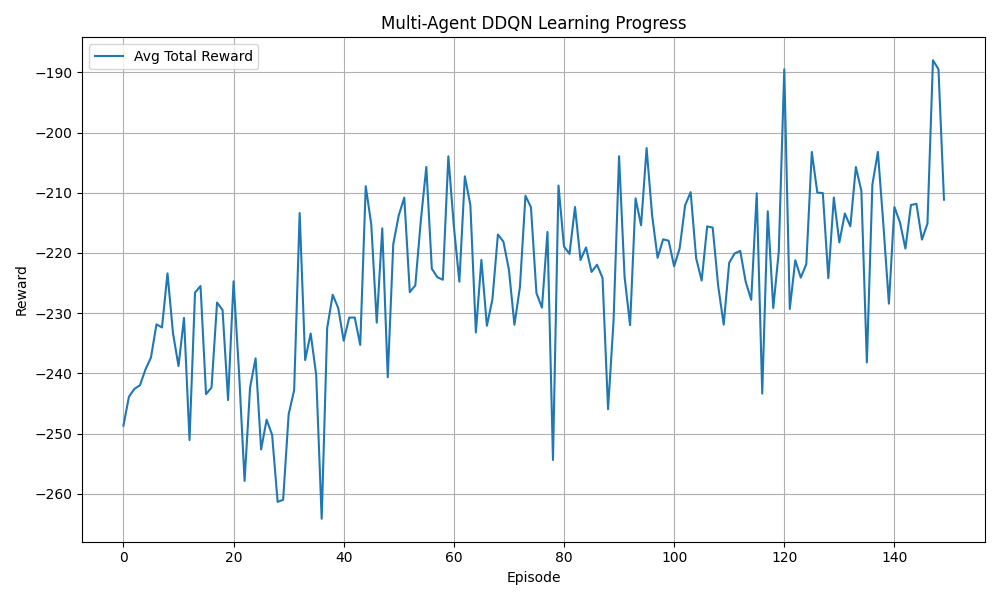 Multi-Agent DDQN Learning Progress
Avg Total Reward
Reward
−190
−200
−210
−220
−230
−240
−250
−260
0 20 40 60 80 100 120 140
Episode